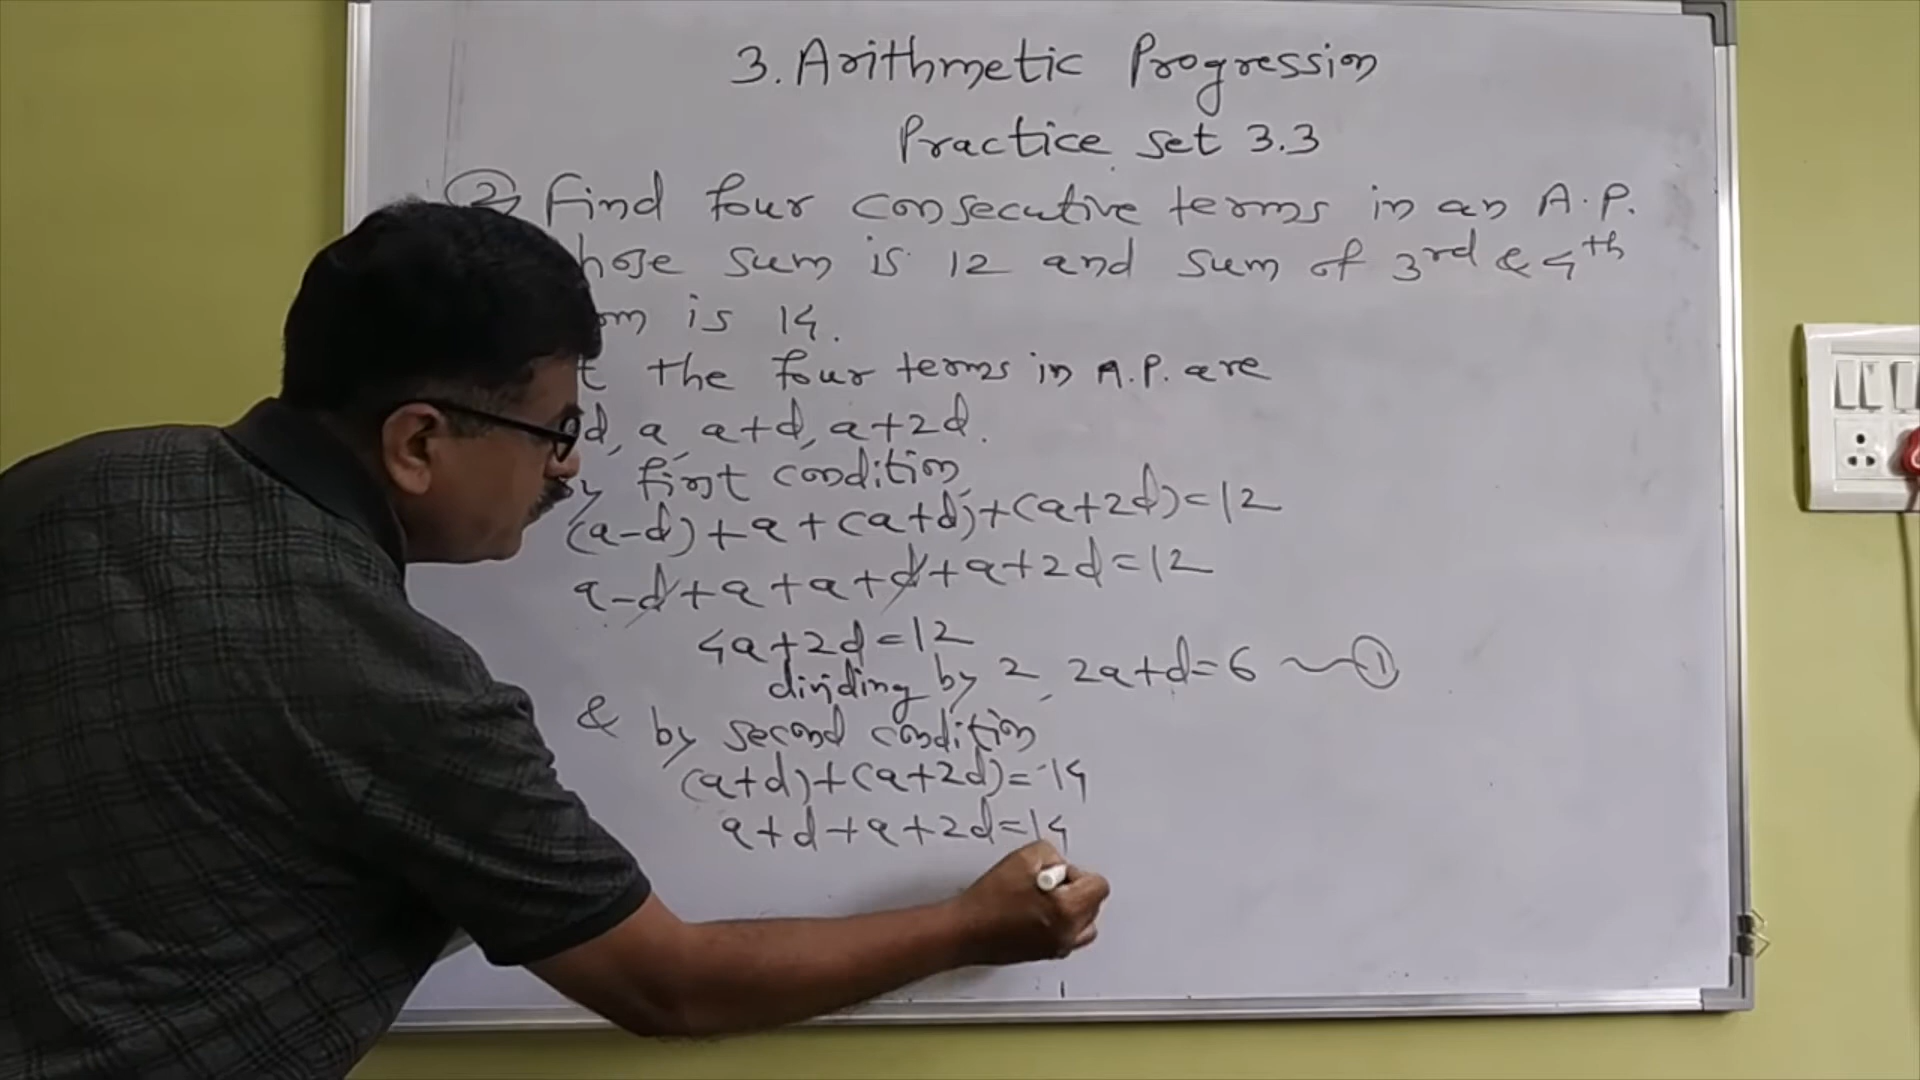 3. Arithmetic Progression
Practice set 3.3
② Find four consecutive terms in an A.P.
hose sum is 12 and sum of 3rd & 4th
m is 14.
the four terms in A.P. are
d, a, a+d, a+2d.
by first condition,
(a-d)+a+(a+d)+(a+2d)=12
a-d+a+a+d+a+2d=12
4a+2d=12
dividing by 2, 2a+d=6 ~ ①
& by second condition
(a+d)+(a+2d)=14
a+d+a+2d=14